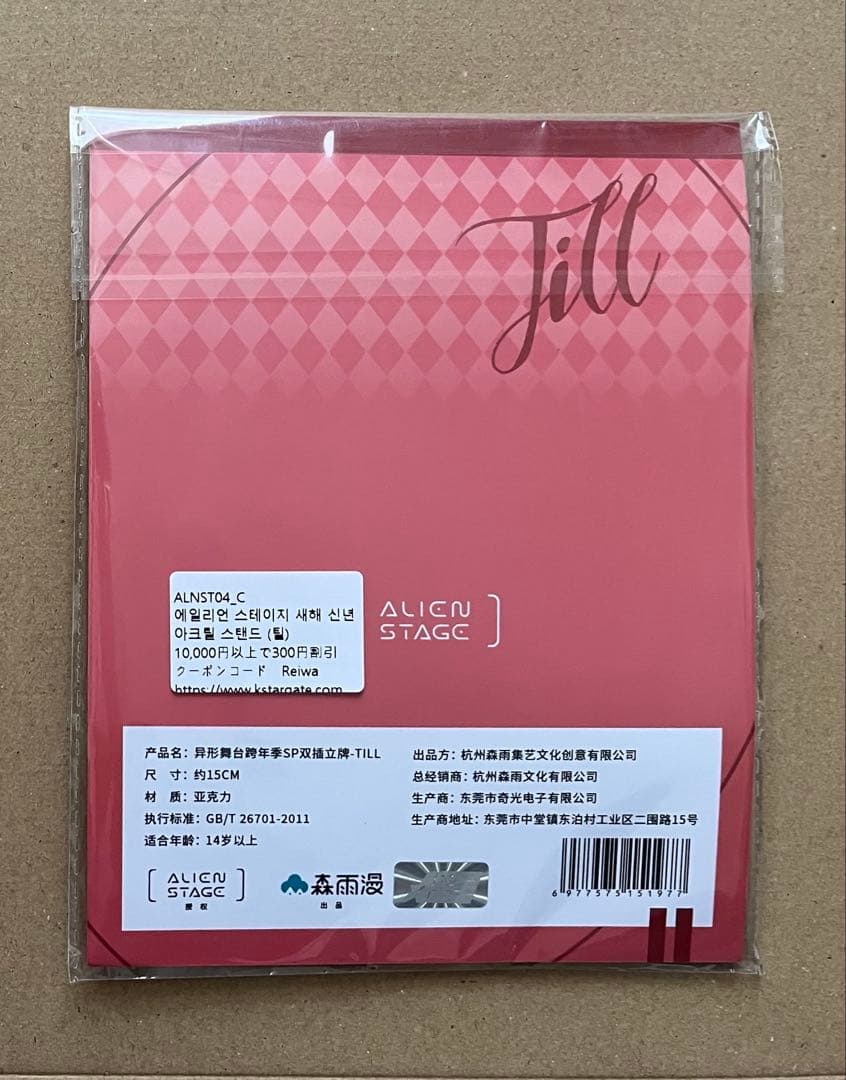 Till
ALNST04_C
에일리언 스테이지 새해 신년
아크릴 스탠드 (틸)
10,000円以上で300円割引
クーポンコード　Reiwa
https://www.kstargate.com
ALIEN
STAGE
产品名：异形舞台跨年季SP双插立牌-TILL
尺　寸：约15CM
材　质：亚克力
执行标准：GB/T 26701-2011
适合年龄：14岁以上
出品方：杭州森雨集艺文化创意有限公司
总经销商：杭州森雨文化有限公司
生产商：东莞市奇光电子有限公司
生产商地址：东莞市中堂镇东泊村工业区二围路15号
ALIEN
STAGE
授权
森雨漫
出品
6 977575 151977